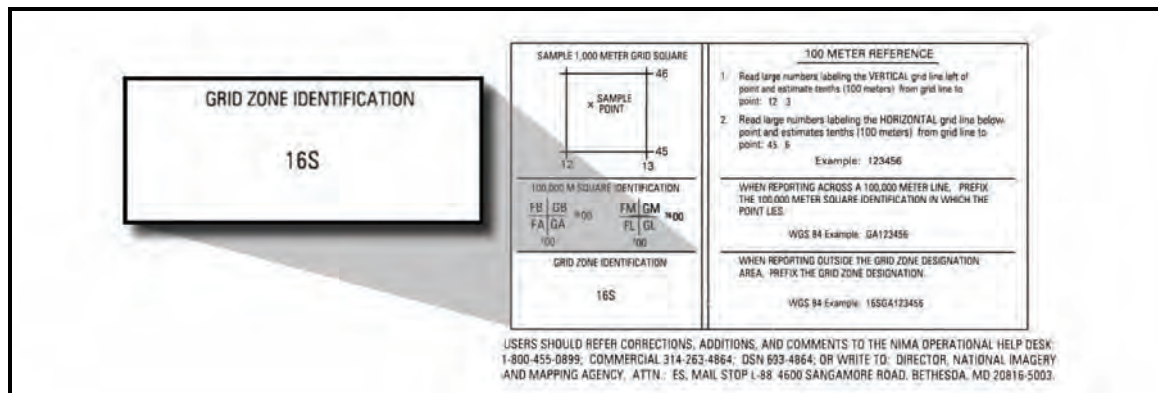 GRID ZONE IDENTIFICATION
16S
SAMPLE 1,000 METER GRID SQUARE
46
× SAMPLE
POINT
45
12 13
100,000 M SQUARE IDENTIFICATION
FB GB
FA GA
00
FM GM
FL GL
00
GRID ZONE IDENTIFICATION
16S
100 METER REFERENCE
1. Read large numbers labeling the VERTICAL grid line left of
point and estimate tenths (100 meters) from grid line to
point: 12 3
2. Read large numbers labeling the HORIZONTAL grid line below
point and estimates tenths (100 meters) from grid line to
point: 45 6
Example: 123456
WHEN REPORTING ACROSS A 100,000 METER LINE, PREFIX
THE 100,000 METER SQUARE IDENTIFICATION IN WHICH THE
POINT LIES.
WGS 84 Example: GA123456
WHEN REPORTING OUTSIDE THE GRID ZONE DESIGNATION
AREA, PREFIX THE GRID ZONE DESIGNATION.
WGS 84 Example: 16SGA123456
USERS SHOULD REFER CORRECTIONS, ADDITIONS, AND COMMENTS TO THE NIMA OPERATIONAL HELP DESK:
1-800-455-0899; COMMERCIAL 314-263-4864; DSN 693-4864; OR WRITE TO: DIRECTOR, NATIONAL IMAGERY
AND MAPPING AGENCY, ATTN.: ES, MAIL STOP L-88 4600 SANGAMORE ROAD, BETHESDA, MD 20816-5003.